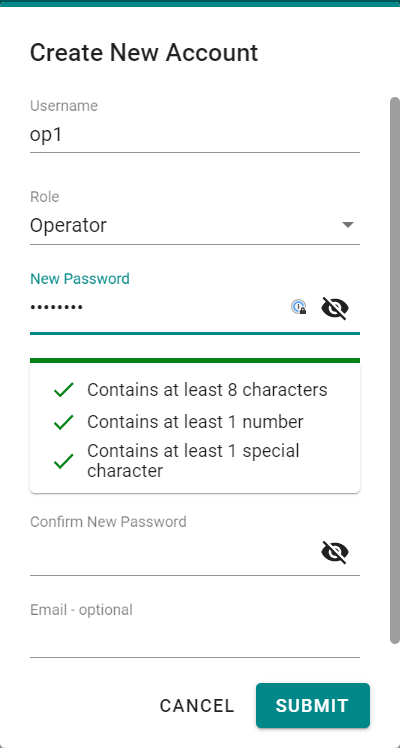 Create New Account
Username
op1
Role
Operator
New Password
••••••••
Contains at least 8 characters
Contains at least 1 number
Contains at least 1 special
character
Confirm New Password
Email - optional
CANCEL
SUBMIT